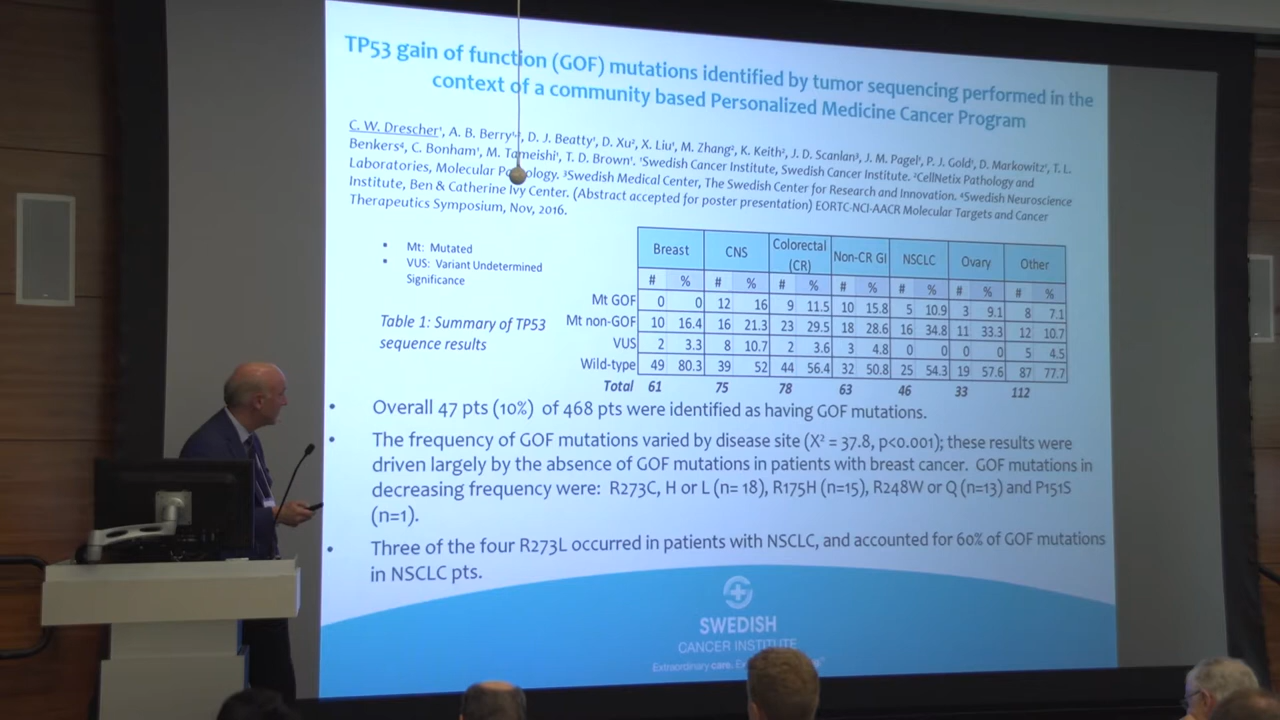 TP53 gain of function (GOF) mutations identified by tumor sequencing performed in the
context of a community based Personalized Medicine Cancer Program
C. W. Drescher¹, A. B. Berry¹,², D. J. Beatty¹, D. Xu², X. Liu¹, M. Zhang², K. Keith², J. D. Scanlan³, J. M. Pagel¹, P. J. Gold¹, D. Markowitz¹, T. L.
Benkers⁴, C. Bonham¹, M. Tameishi¹, T. D. Brown¹. ¹Swedish Cancer Institute, Swedish Cancer Institute. ²CellNetix Pathology and
Laboratories, Molecular Pathology. ³Swedish Medical Center, The Swedish Center for Research and Innovation. ⁴Swedish Neuroscience
Institute, Ben & Catherine Ivy Center. (Abstract accepted for poster presentation) EORTC-NCI-AACR Molecular Targets and Cancer
Therapeutics Symposium, Nov, 2016.
• Mt: Mutated
• VUS: Variant Undetermined
Significance
Table 1: Summary of TP53
sequence results
Breast CNS Colorectal (CR) Non-CR GI NSCLC Ovary Other
# % # % # % # % # % # % # %
Mt GOF 0 0 12 16 9 11.5 10 15.8 5 10.9 3 9.1 8 7.1
Mt non-GOF 10 16.4 16 21.3 23 29.5 18 28.6 16 34.8 11 33.3 12 10.7
VUS 2 3.3 8 10.7 2 3.6 3 4.8 0 0 0 0 5 4.5
Wild-type 49 80.3 39 52 44 56.4 32 50.8 25 54.3 19 57.6 87 77.7
Total 61 75 78 63 46 33 112
• Overall 47 pts (10%) of 468 pts were identified as having GOF mutations.
• The frequency of GOF mutations varied by disease site (X² = 37.8, p<0.001); these results were
driven largely by the absence of GOF mutations in patients with breast cancer. GOF mutations in
decreasing frequency were: R273C, H or L (n= 18), R175H (n=15), R248W or Q (n=13) and P151S
(n=1).
• Three of the four R273L occurred in patients with NSCLC, and accounted for 60% of GOF mutations
in NSCLC pts.
SWEDISH
CANCER INSTITUTE
Extraordinary care.